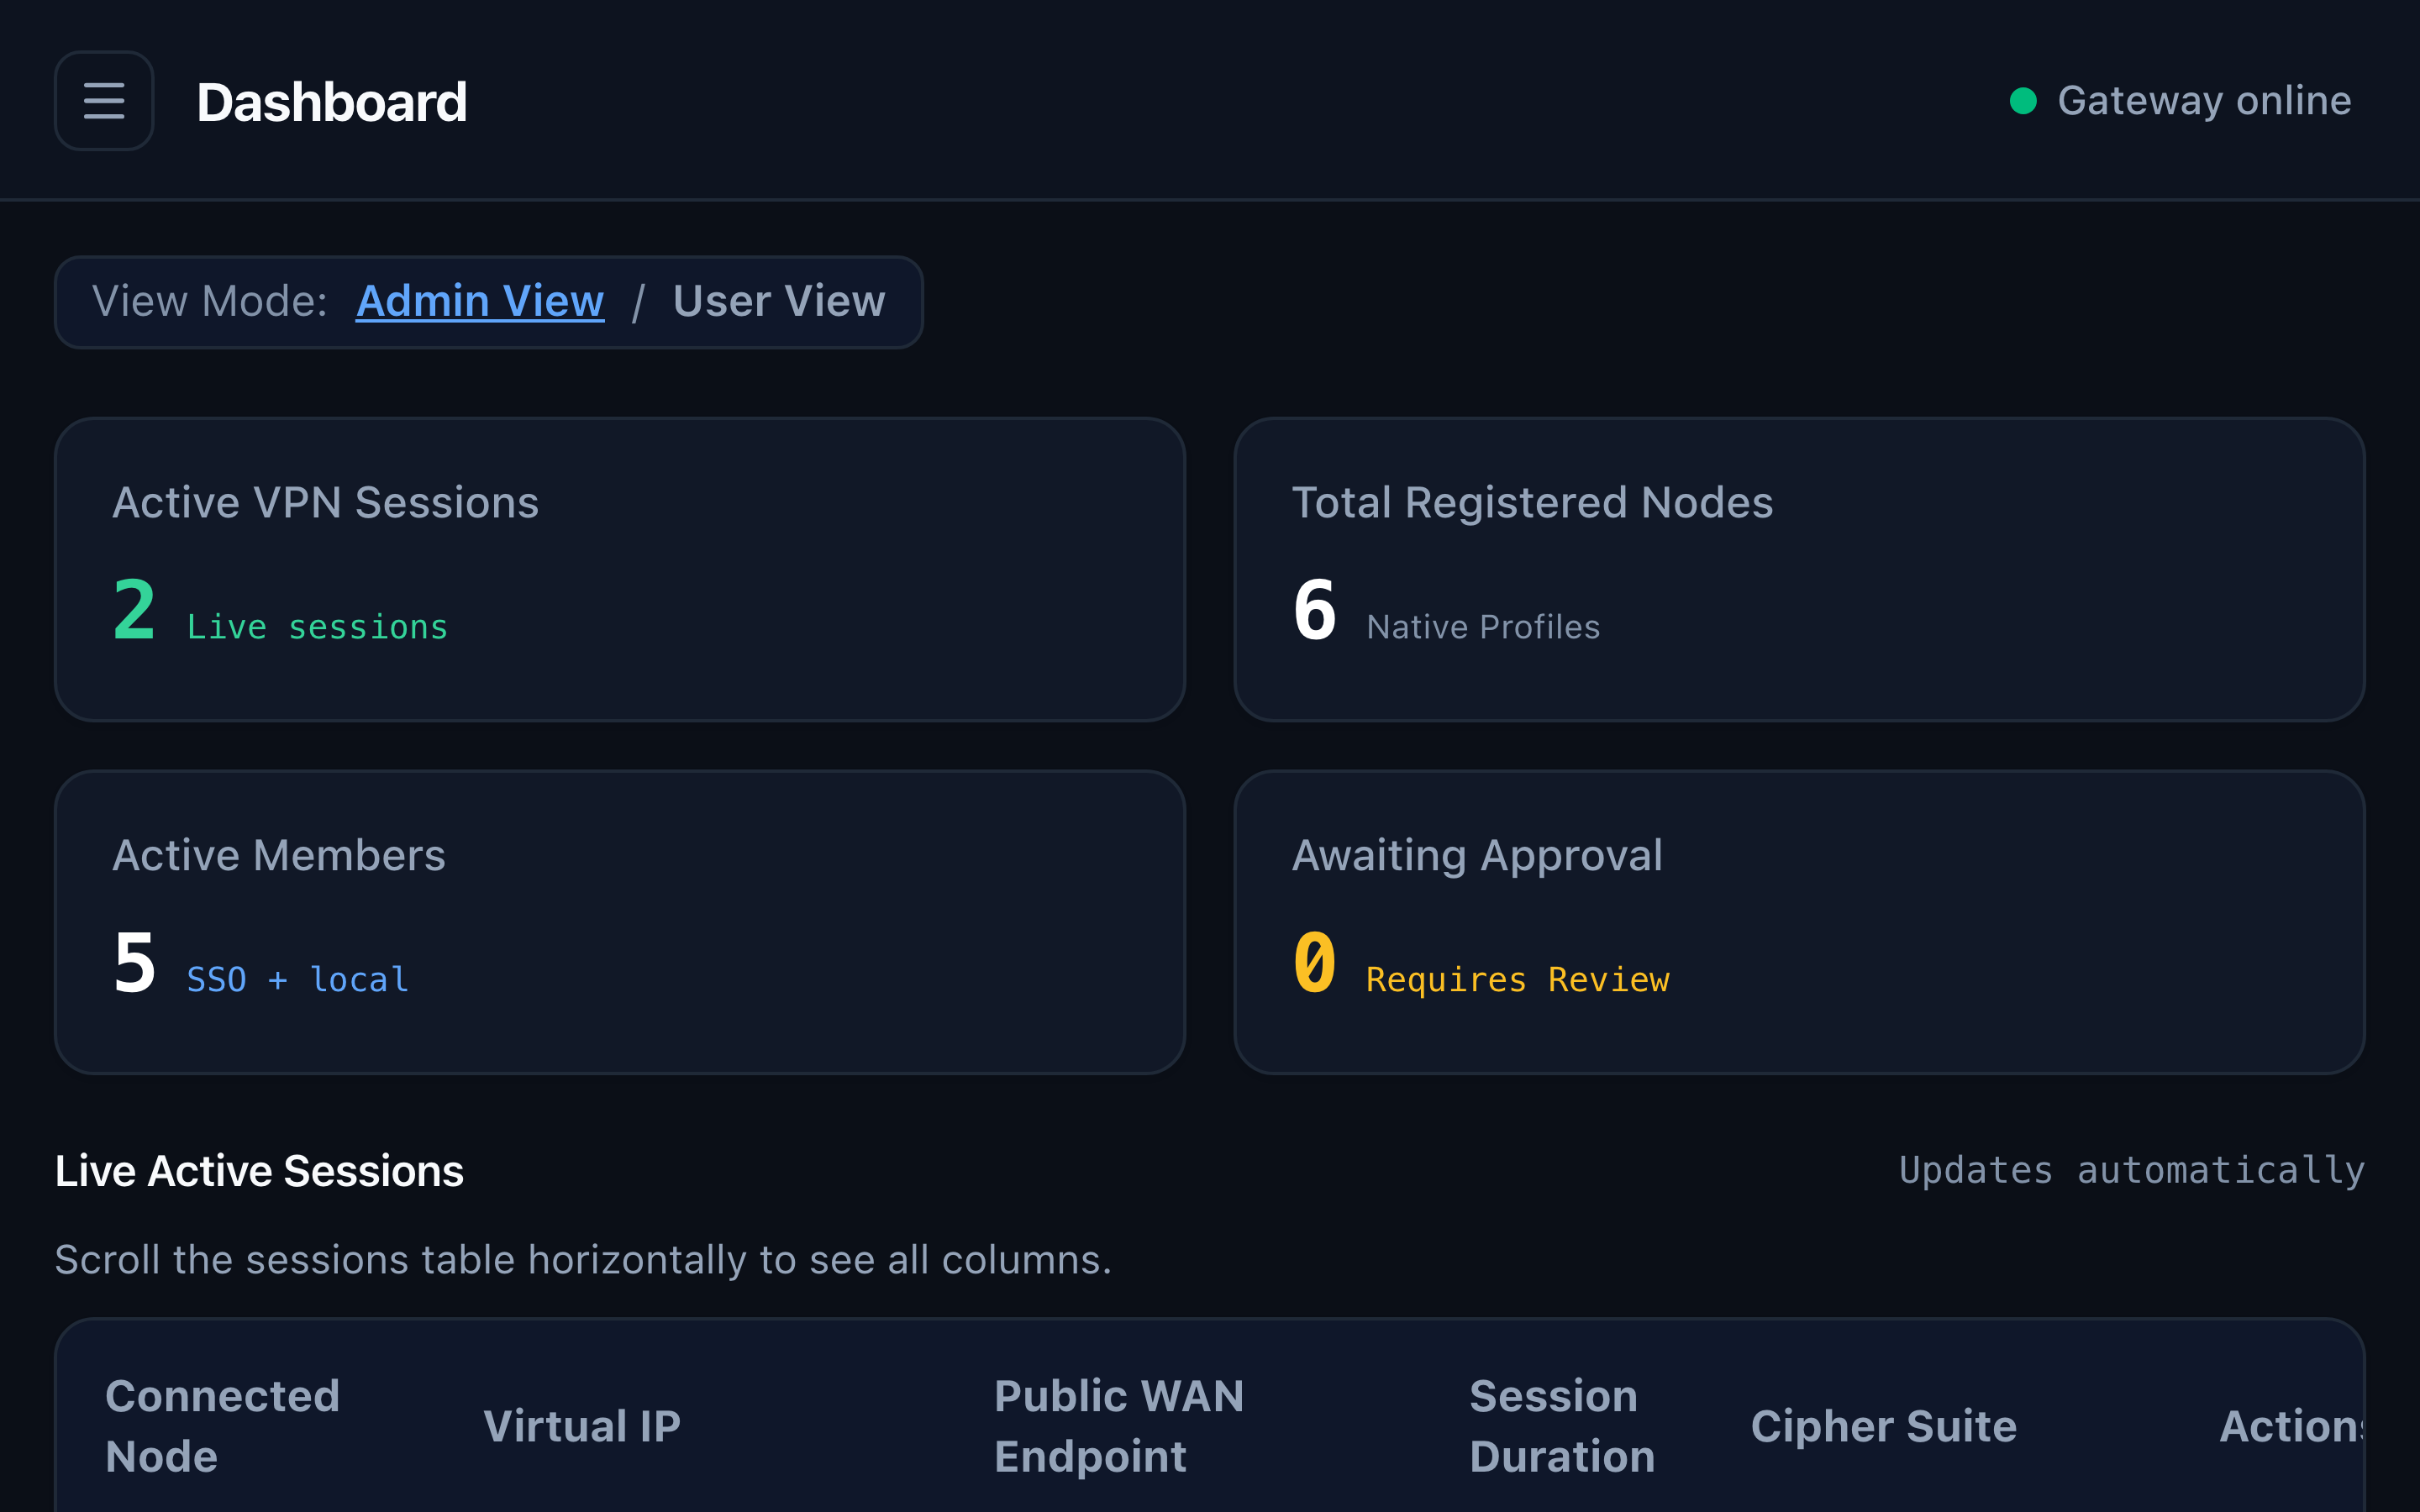 Dashboard
Gateway online
View Mode: Admin View / User View
Active VPN Sessions
2 Live sessions
Total Registered Nodes
6 Native Profiles
Active Members
5 SSO + local
Awaiting Approval
0 Requires Review
Live Active Sessions
Updates automatically
Scroll the sessions table horizontally to see all columns.
Connected
Node
Virtual IP
Public WAN
Endpoint
Session
Duration
Cipher Suite
Actions